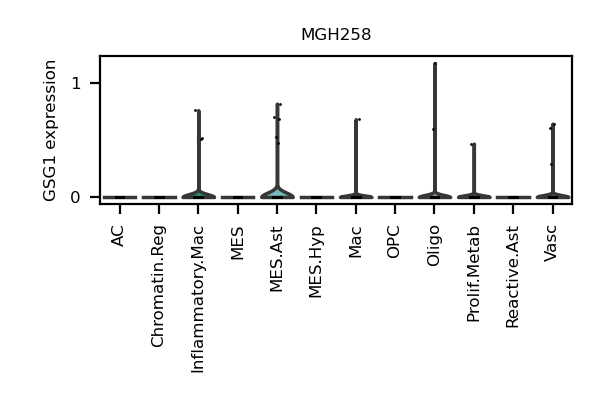 MGH258
GSG1 expression
1
0
AC
Chromatin.Reg
Inflammatory.Mac
MES
MES.Ast
MES.Hyp
Mac
OPC
Oligo
Prolif.Metab
Reactive.Ast
Vasc